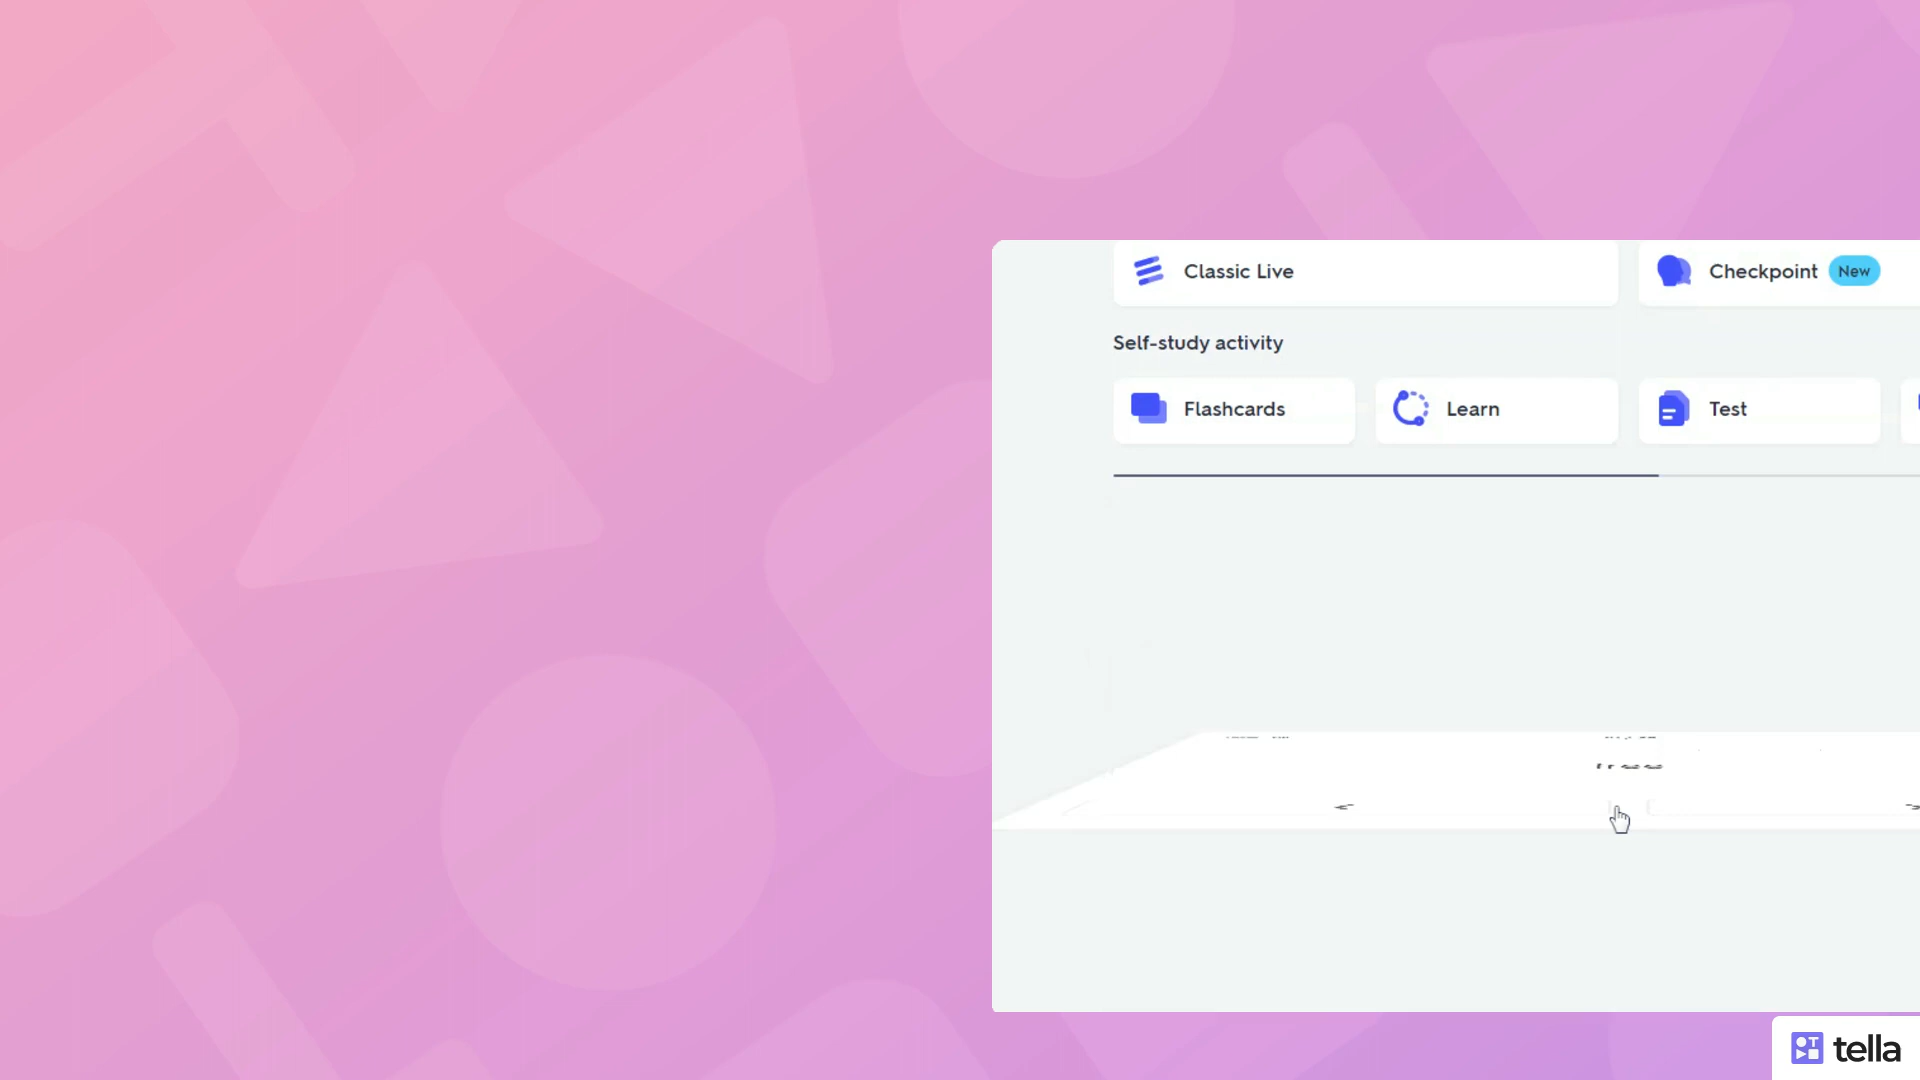 Classic Live
Checkpoint New
Self-study activity
Flashcards
Learn
Test
tella